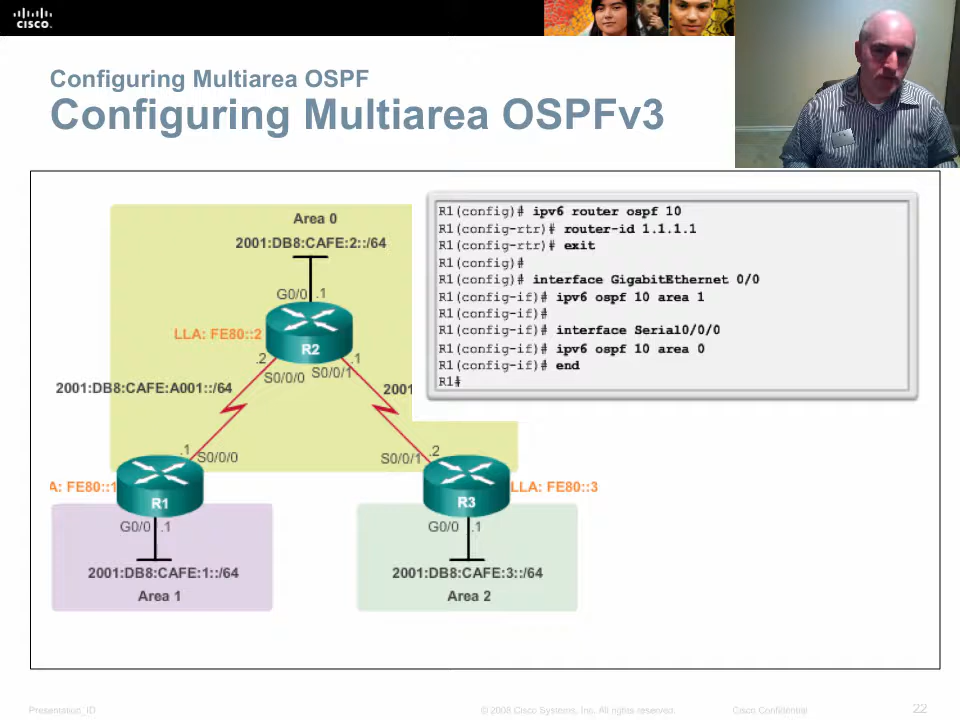 CISCO
Configuring Multiarea OSPF
Configuring Multiarea OSPFv3
Area 0
2001:DB8:CAFE:2::/64
G0/0 .1
LLA: FE80::2
R2
.2
.1
S0/0/0
S0/0/1
2001:DB8:CAFE:A001::/64
2001
.1
S0/0/0
S0/0/1
.2
A: FE80::1
R1
R3
LLA: FE80::3
G0/0 .1
G0/0 .1
2001:DB8:CAFE:1::/64
2001:DB8:CAFE:3::/64
Area 1
Area 2
R1(config)# ipv6 router ospf 10
R1(config-rtr)# router-id 1.1.1.1
R1(config-rtr)# exit
R1(config)#
R1(config)# interface GigabitEthernet 0/0
R1(config-if)# ipv6 ospf 10 area 1
R1(config-if)#
R1(config-if)# interface Serial0/0/0
R1(config-if)# ipv6 ospf 10 area 0
R1(config-if)# end
R1#
Presentation_ID
© 2008 Cisco Systems, Inc. All rights reserved.
Cisco Confidential
22